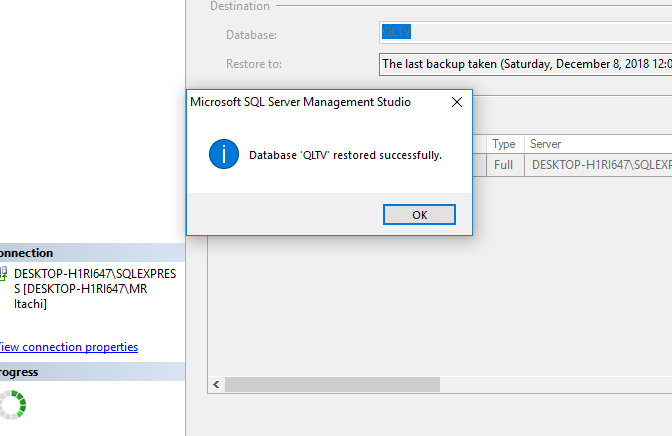 Destination
Database:
QLTV
Restore to:
The last backup taken (Saturday, December 8, 2018 12:0
Microsoft SQL Server Management Studio
Database 'QLTV' restored successfully.
OK
Type
Server
Full
DESKTOP-H1RI647\SQLEXP
onnection
DESKTOP-H1RI647\SQLEXPRES
S [DESKTOP-H1RI647\MR
Itachi]
iew connection properties
rogress